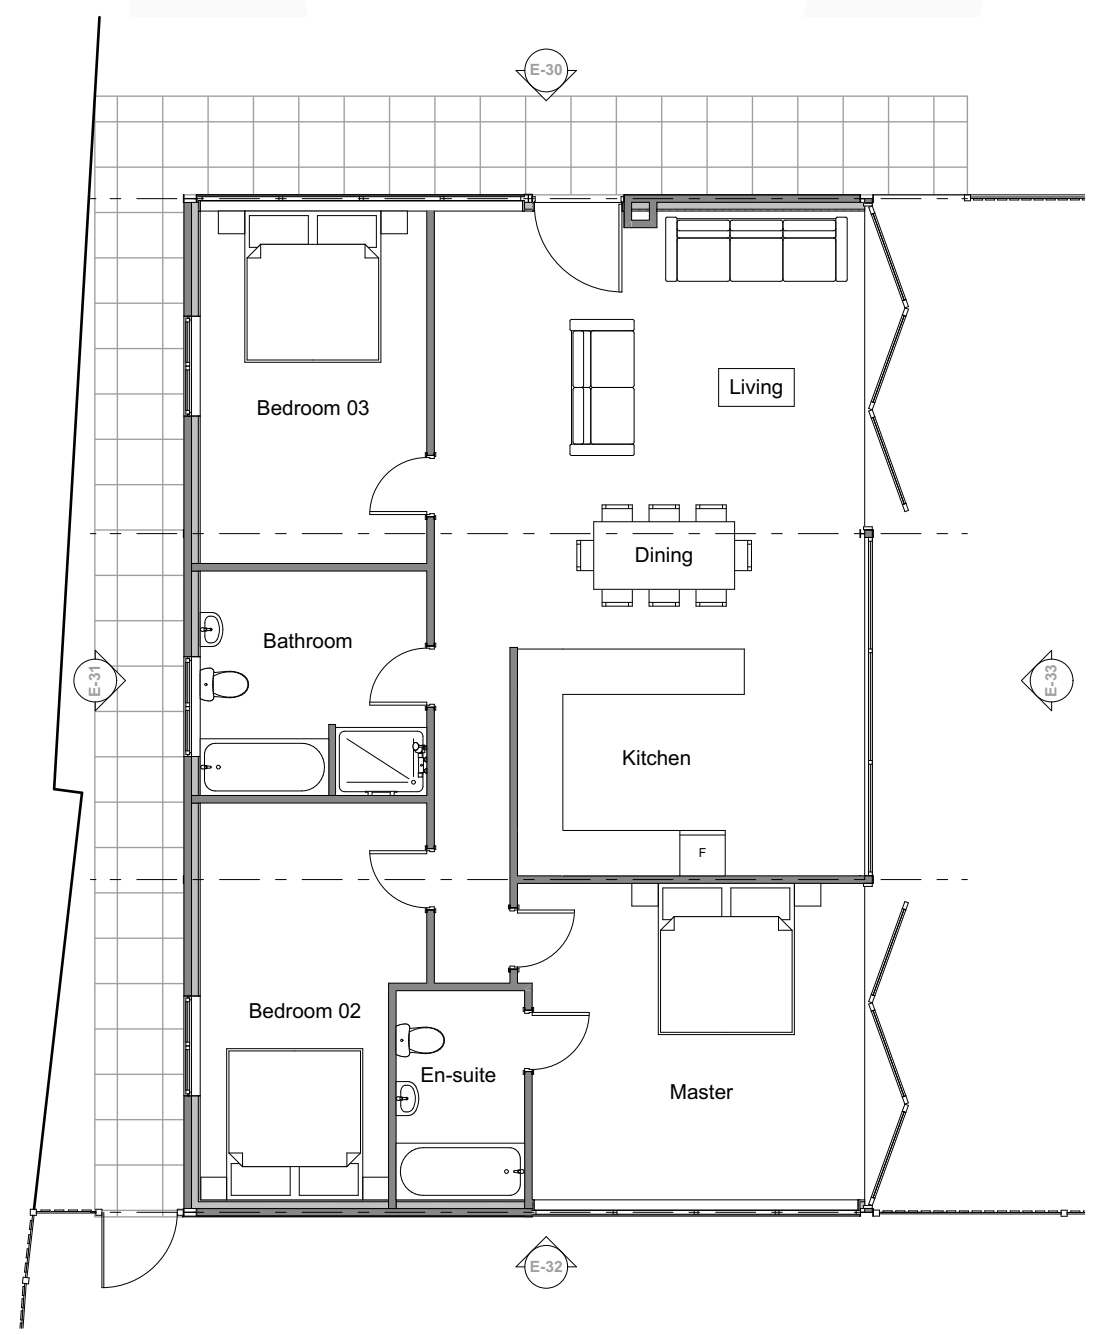 E-30
Living
Bedroom 03
Dining
Bathroom
E-31
E-33
Kitchen
F
Bedroom 02
En-suite
Master
E-32